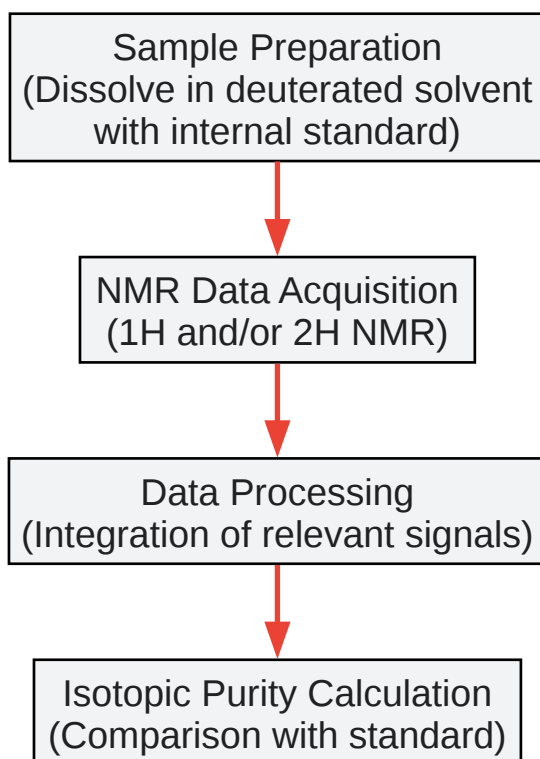 Sample Preparation
(Dissolve in deuterated solvent
with internal standard)
NMR Data Acquisition
(1H and/or 2H NMR)
Data Processing
(Integration of relevant signals)
Isotopic Purity Calculation
(Comparison with standard)